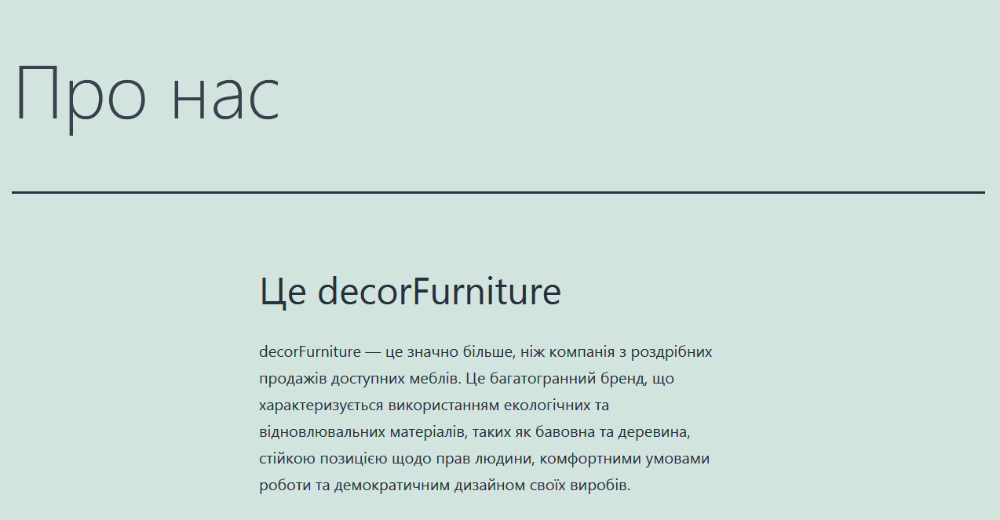 Про нас
Це decorFurniture
decorFurniture — це значно більше, ніж компанія з роздрібних
продажів доступних меблів. Це багатогранний бренд, що
характеризується використанням екологічних та
відновлювальних матеріалів, таких як бавовна та деревина,
стійкою позицією щодо прав людини, комфортними умовами
роботи та демократичним дизайном своїх виробів.